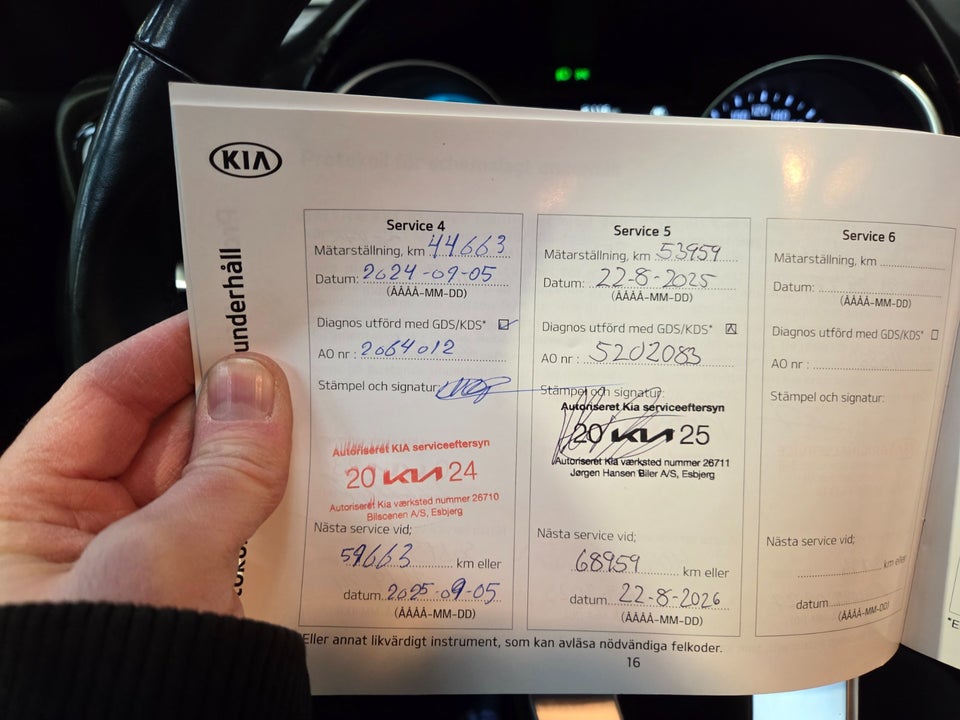 KIA
underhåll
Service 4
Mätarställning, km 44663
Datum: 2024-09-05
(ÅÅÅÅ-MM-DD)
Diagnos utförd med GDS/KDS*
AO nr : 2064012
Stämpel och signatur:
Autoriseret KIA serviceeftersyn
20 KIA 24
Autoriseret Kia værksted nummer 26710
Bilscenen A/S, Esbjerg
Nästa service vid;
59663 km eller
datum 2025-09-05
(ÅÅÅÅ-MM-DD)
Service 5
Mätarställning, km 53959
Datum: 22-8-2025
(ÅÅÅÅ-MM-DD)
Diagnos utförd med GDS/KDS*
AO nr : 5202083
Stämpel och signatur:
Autoriseret Kia serviceeftersyn
20 KIA 25
Autoriseret Kia værksted nummer 26711
Jørgen Hansen Biler A/S, Esbjerg
Nästa service vid;
68959 km eller
datum 22-8-2026
(ÅÅÅÅ-MM-DD)
Service 6
Mätarställning, km
Datum:
(ÅÅÅÅ-MM-DD)
Diagnos utförd med GDS/KDS*
AO nr :
Stämpel och signatur:
Nästa service vid;
km eller
datum
(ÅÅÅÅ-MM-DD)
Eller annat likvärdigt instrument, som kan avläsa nödvändiga felkoder.
16